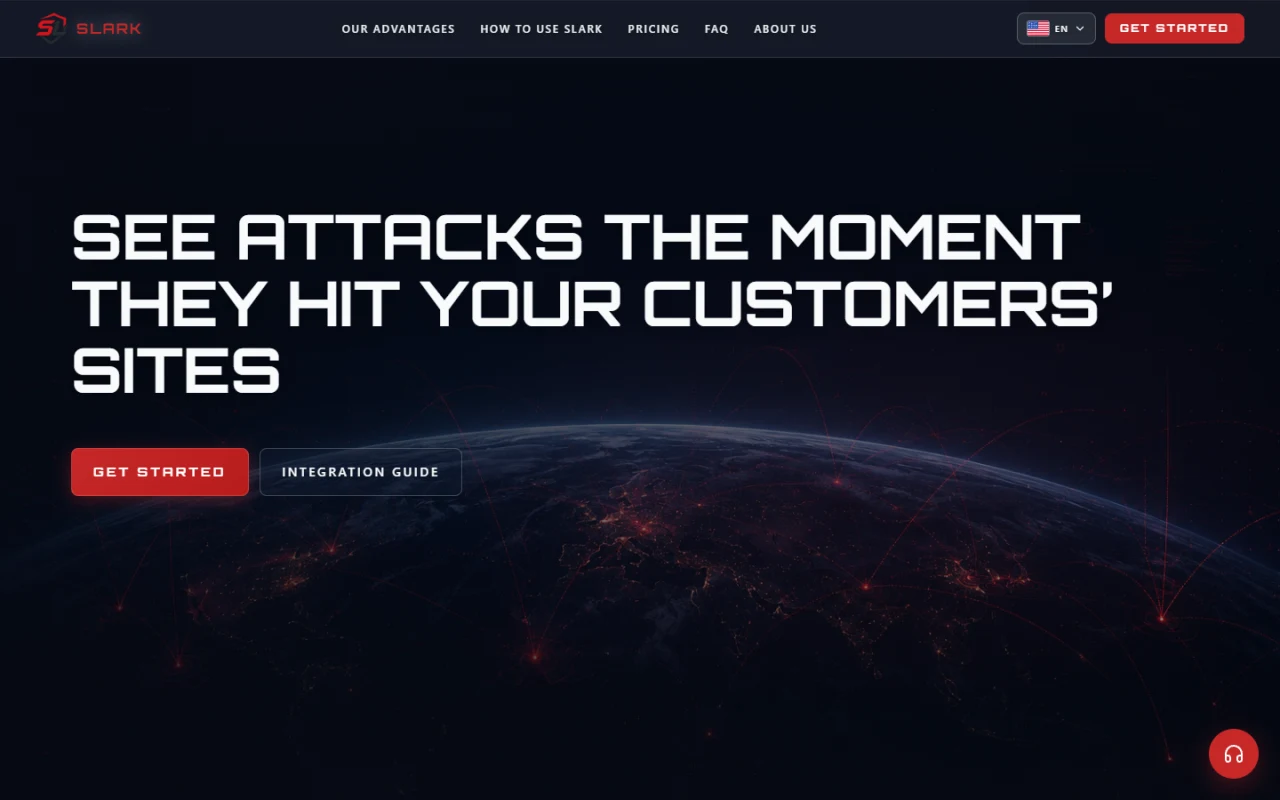 SLARK
OUR ADVANTAGES
HOW TO USE SLARK
PRICING
FAQ
ABOUT US
EN
GET STARTED
SEE ATTACKS THE MOMENT
THEY HIT YOUR CUSTOMERS’
SITES
GET STARTED
INTEGRATION GUIDE